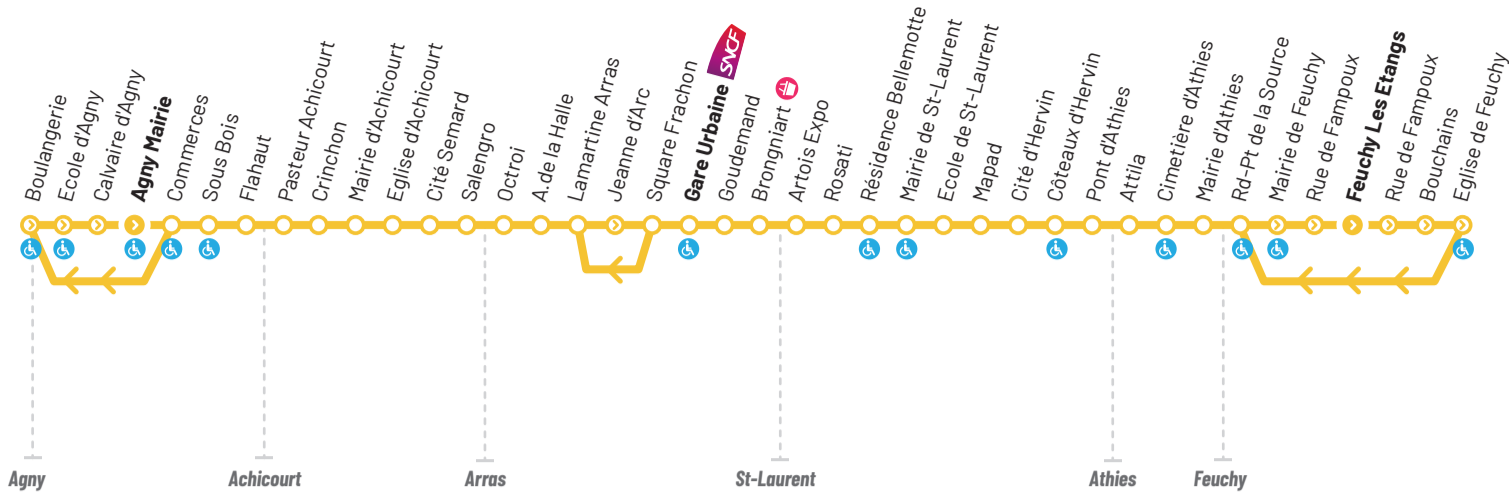 Boulangerie
Ecole d'Agny
Calvaire d'Agny
Agny Mairie
Commerces
Sous Bois
Flahaut
Pasteur Achicourt
Crinchon
Mairie d'Achicourt
Eglise d'Achicourt
Cité Semard
Salengro
Octroi
A.de la Halle
Lamartine Arras
Jeanne d'Arc
Square Frachon
Gare Urbaine
SNCF
Goudemand
Brongniart
Artois Expo
Rosati
Résidence Bellemotte
Mairie de St-Laurent
Ecole de St-Laurent
Mapad
Cité d'Hervin
Côteaux d'Hervin
Pont d'Athies
Attila
Cimetière d'Athies
Mairie d'Athies
Rd-Pt de la Source
Mairie de Feuchy
Rue de Fampoux
Feuchy Les Etangs
Rue de Fampoux
Bouchains
Eglise de Feuchy
Agny
Achicourt
Arras
St-Laurent
Athies
Feuchy